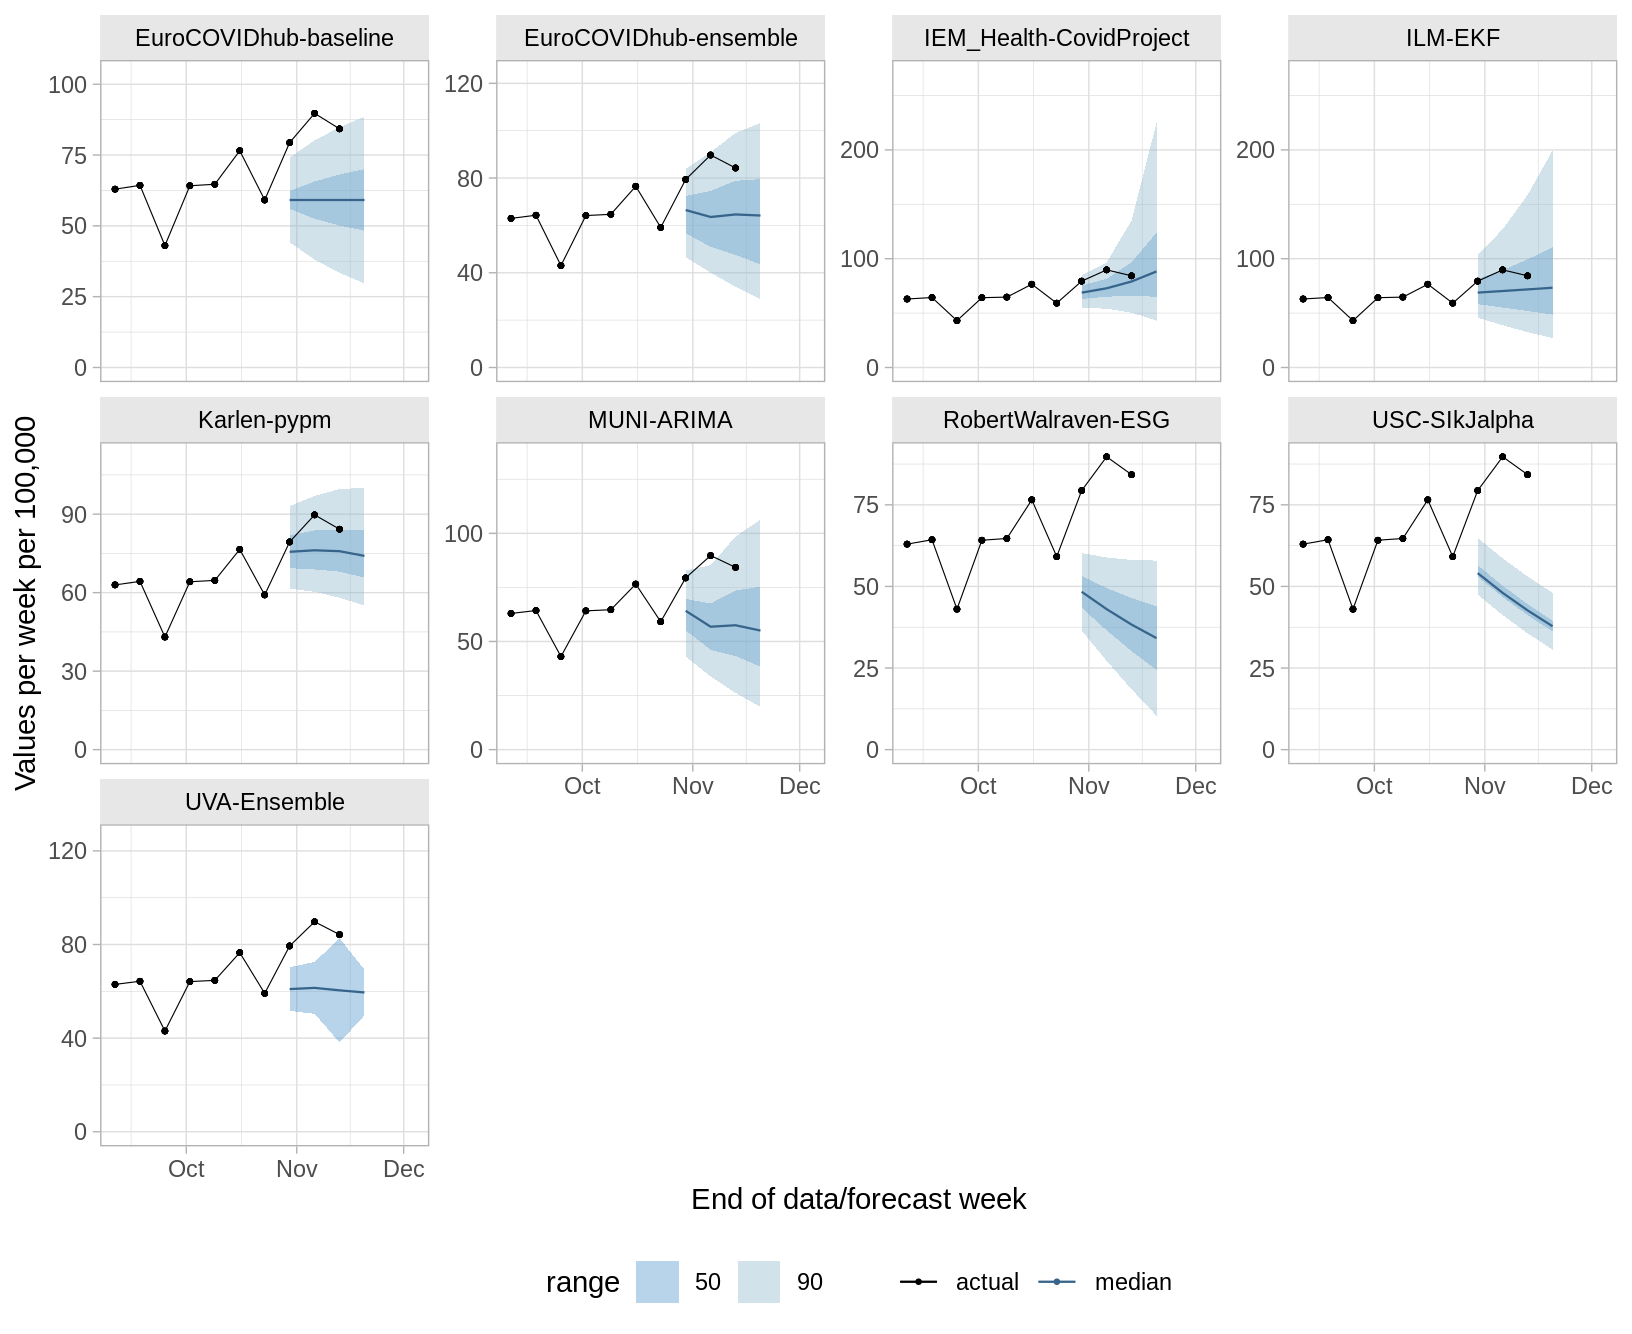 EuroCOVIDhub-baseline
EuroCOVIDhub-ensemble
IEM_Health-CovidProject
ILM-EKF
100
75
50
25
0
120
80
40
0
200
100
0
200
100
0
Values per week per 100,000
Karlen-pypm
MUNI-ARIMA
RobertWalraven-ESG
USC-SIkJalpha
90
60
30
0
100
50
0
75
50
25
0
75
50
25
0
Oct Nov Dec
Oct Nov Dec
Oct Nov Dec
UVA-Ensemble
120
80
40
0
Oct Nov Dec
End of data/forecast week
range 50 90 actual median